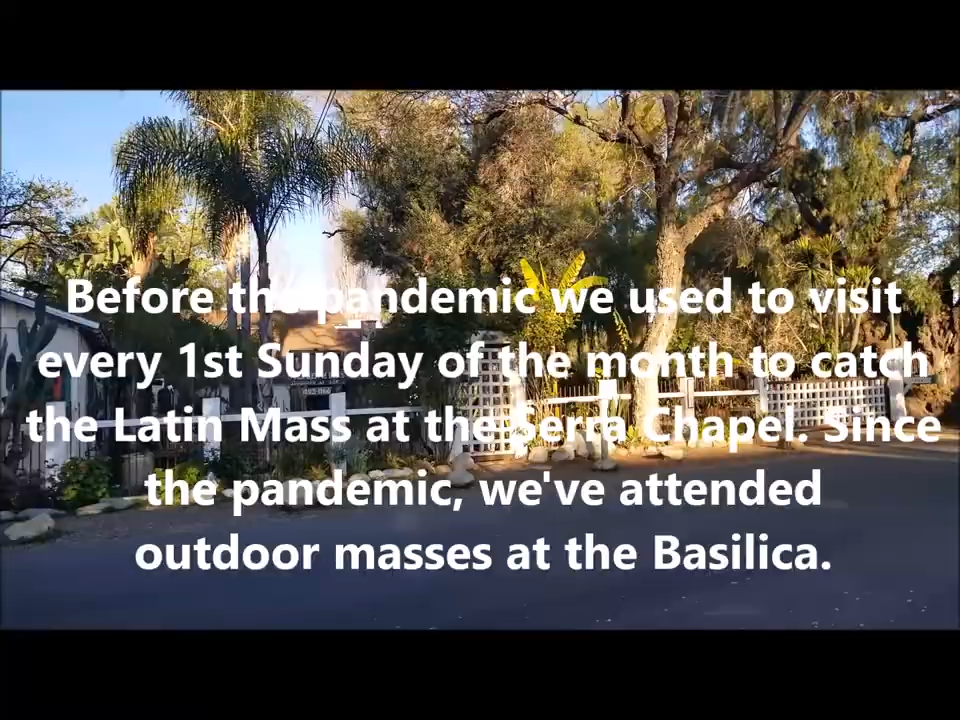 Before the pandemic we used to visit
every 1st Sunday of the month to catch
the Latin Mass at the Serra Chapel. Since
the pandemic, we've attended
outdoor masses at the Basilica.